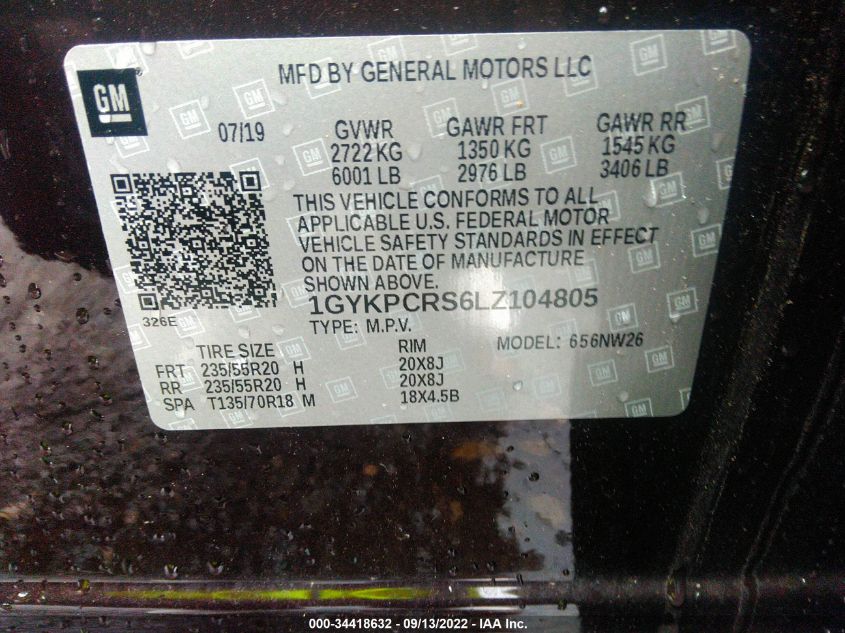 GM
MFD BY GENERAL MOTORS LLC
07/19 GVWR GAWR FRT GAWR RR
2722 KG 1350 KG 1545 KG
6001 LB 2976 LB 3406 LB
THIS VEHICLE CONFORMS TO ALL
APPLICABLE U.S. FEDERAL MOTOR
VEHICLE SAFETY STANDARDS IN EFFECT
ON THE DATE OF MANUFACTURE
SHOWN ABOVE.
326E
1GYKPCRS6LZ104805
TYPE: M.P.V. MODEL: 656NW26
TIRE SIZE RIM
FRT 235/55R20 H 20X8J
RR 235/55R20 H 20X8J
SPA T135/70R18 M 18X4.5B
000-34418632 - 09/13/2022 - IAA Inc.